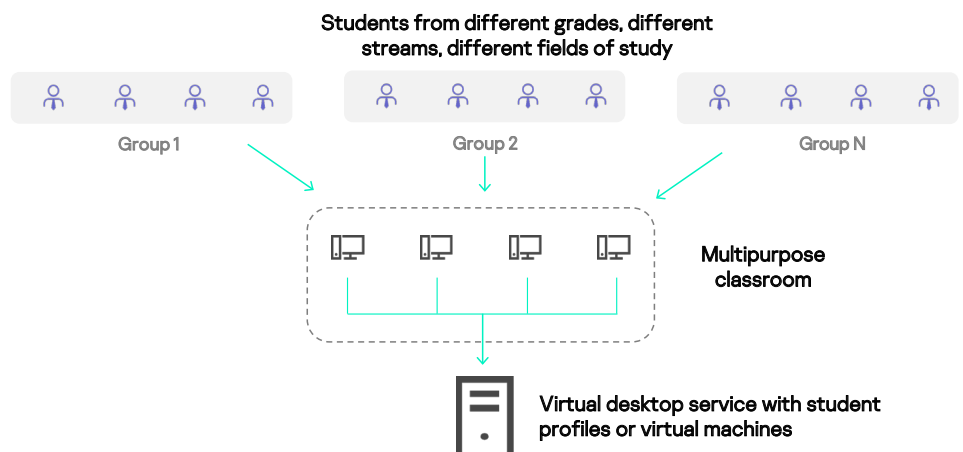 Students from different grades, different
streams, different fields of study
Group 1
Group 2
Group N
Multipurpose
classroom
Virtual desktop service with student
profiles or virtual machines